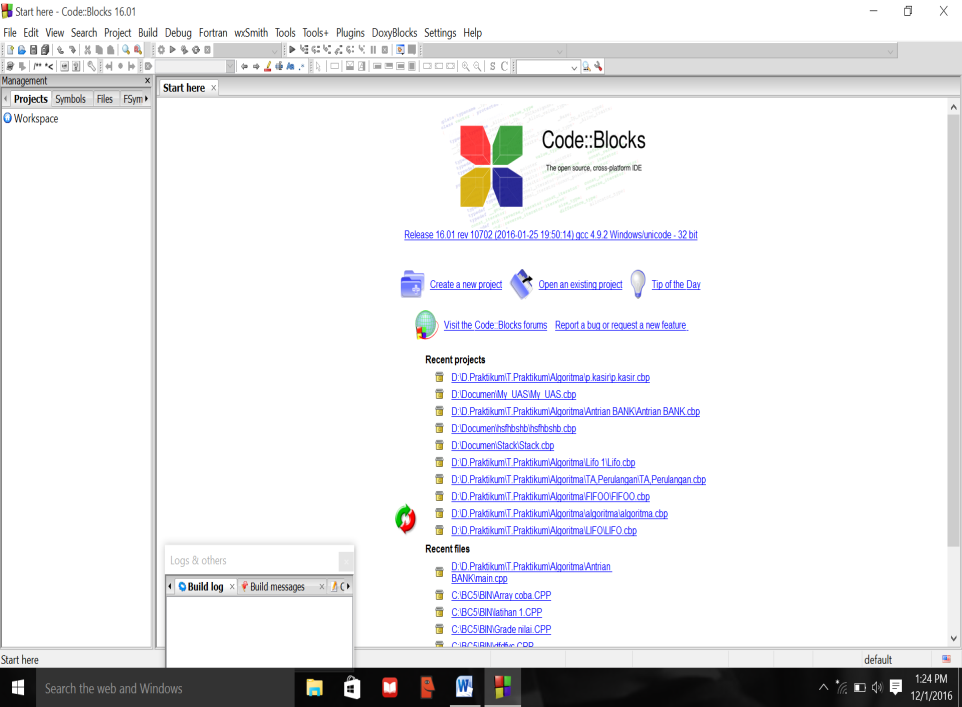 Start here - Code::Blocks 16.01
File Edit View Search Project Build Debug Fortran wxSmith Tools Tools+ Plugins DoxyBlocks Settings Help
/** *<
S C
Management ×
Projects Symbols Files FSym
Start here ×
Workspace
Code::Blocks
The open source, cross-platform IDE
Release 16.01 rev 10702 (2016-01-25 19:50:14) gcc 4.9.2 Windows/unicode - 32 bit
Create a new project Open an existing project Tip of the Day
Visit the Code::Blocks forums Report a bug or request a new feature
Recent projects
D:\D.Praktikum\T.Praktikum\Algoritma\p.kasir\p.kasir.cbp
D:\Documen\My_UAS\My_UAS.cbp
D:\D.Praktikum\T.Praktikum\Algoritma\Antrian BANK\Antrian BANK.cbp
D:\Documen\hsfhbshb\hsfhbshb.cbp
D:\Documen\Stack\Stack.cbp
D:\D.Praktikum\T.Praktikum\Algoritma\Lifo 1\Lifo.cbp
D:\D.Praktikum\T.Praktikum\Algoritma\TA,Perulangan\TA,Perulangan.cbp
D:\D.Praktikum\T.Praktikum\Algoritma\FIFOO\FIFOO.cbp
D:\D.Praktikum\T.Praktikum\Algoritma\algoritma\algoritma.cbp
D:\D.Praktikum\T.Praktikum\Algoritma\LIFO\LIFO.cbp
Recent files
D:\D.Praktikum\T.Praktikum\Algoritma\Antrian
BANK\main.cpp
C:\BC5\BIN\Array coba.CPP
C:\BC5\BIN\latihan 1.CPP
C:\BC5\BIN\Grade nilai.CPP
Logs & others
Build log × Build messages × C
Start here
default
Search the web and Windows
1:24 PM
12/1/2016